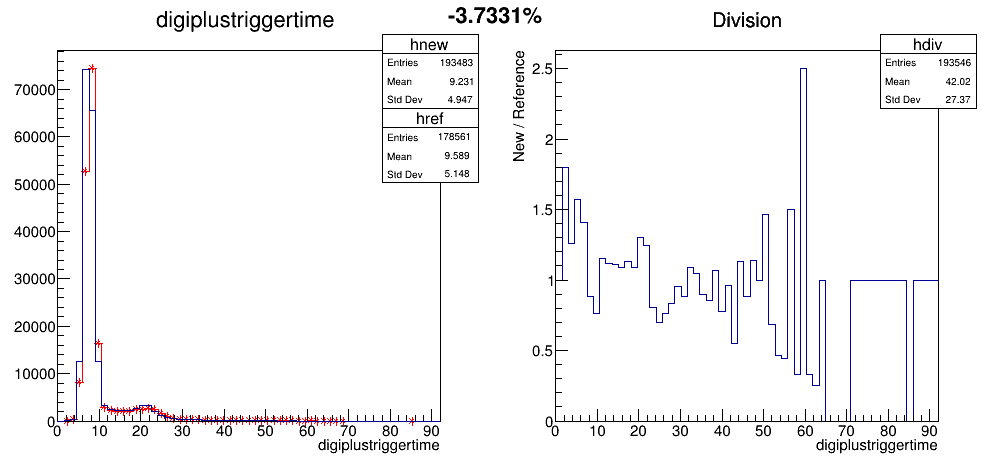 -3.7331%
digiplustriggertime
hnew
Entries 193483
Mean 9.231
Std Dev 4.947
href
Entries 178561
Mean 9.589
Std Dev 5.148
70000
60000
50000
40000
30000
20000
10000
0
0 10 20 30 40 50 60 70 80 90
digiplustriggertime
Division
hdiv
Entries 193546
Mean 42.02
Std Dev 27.37
New / Reference
2.5
2
1.5
1
0.5
0
0 10 20 30 40 50 60 70 80 90
digiplustriggertime